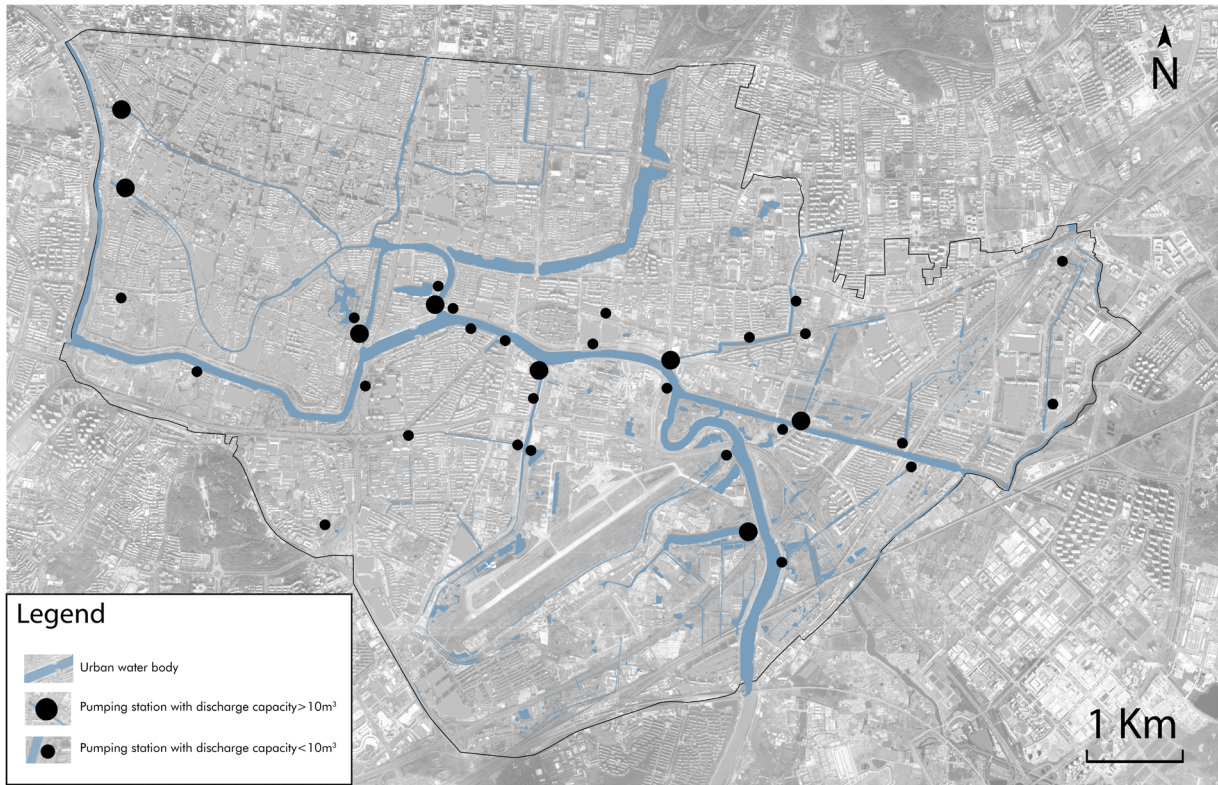 N
Legend
Urban water body
Pumping station with discharge capacity>10m³
Pumping station with discharge capacity<10m³
1 Km